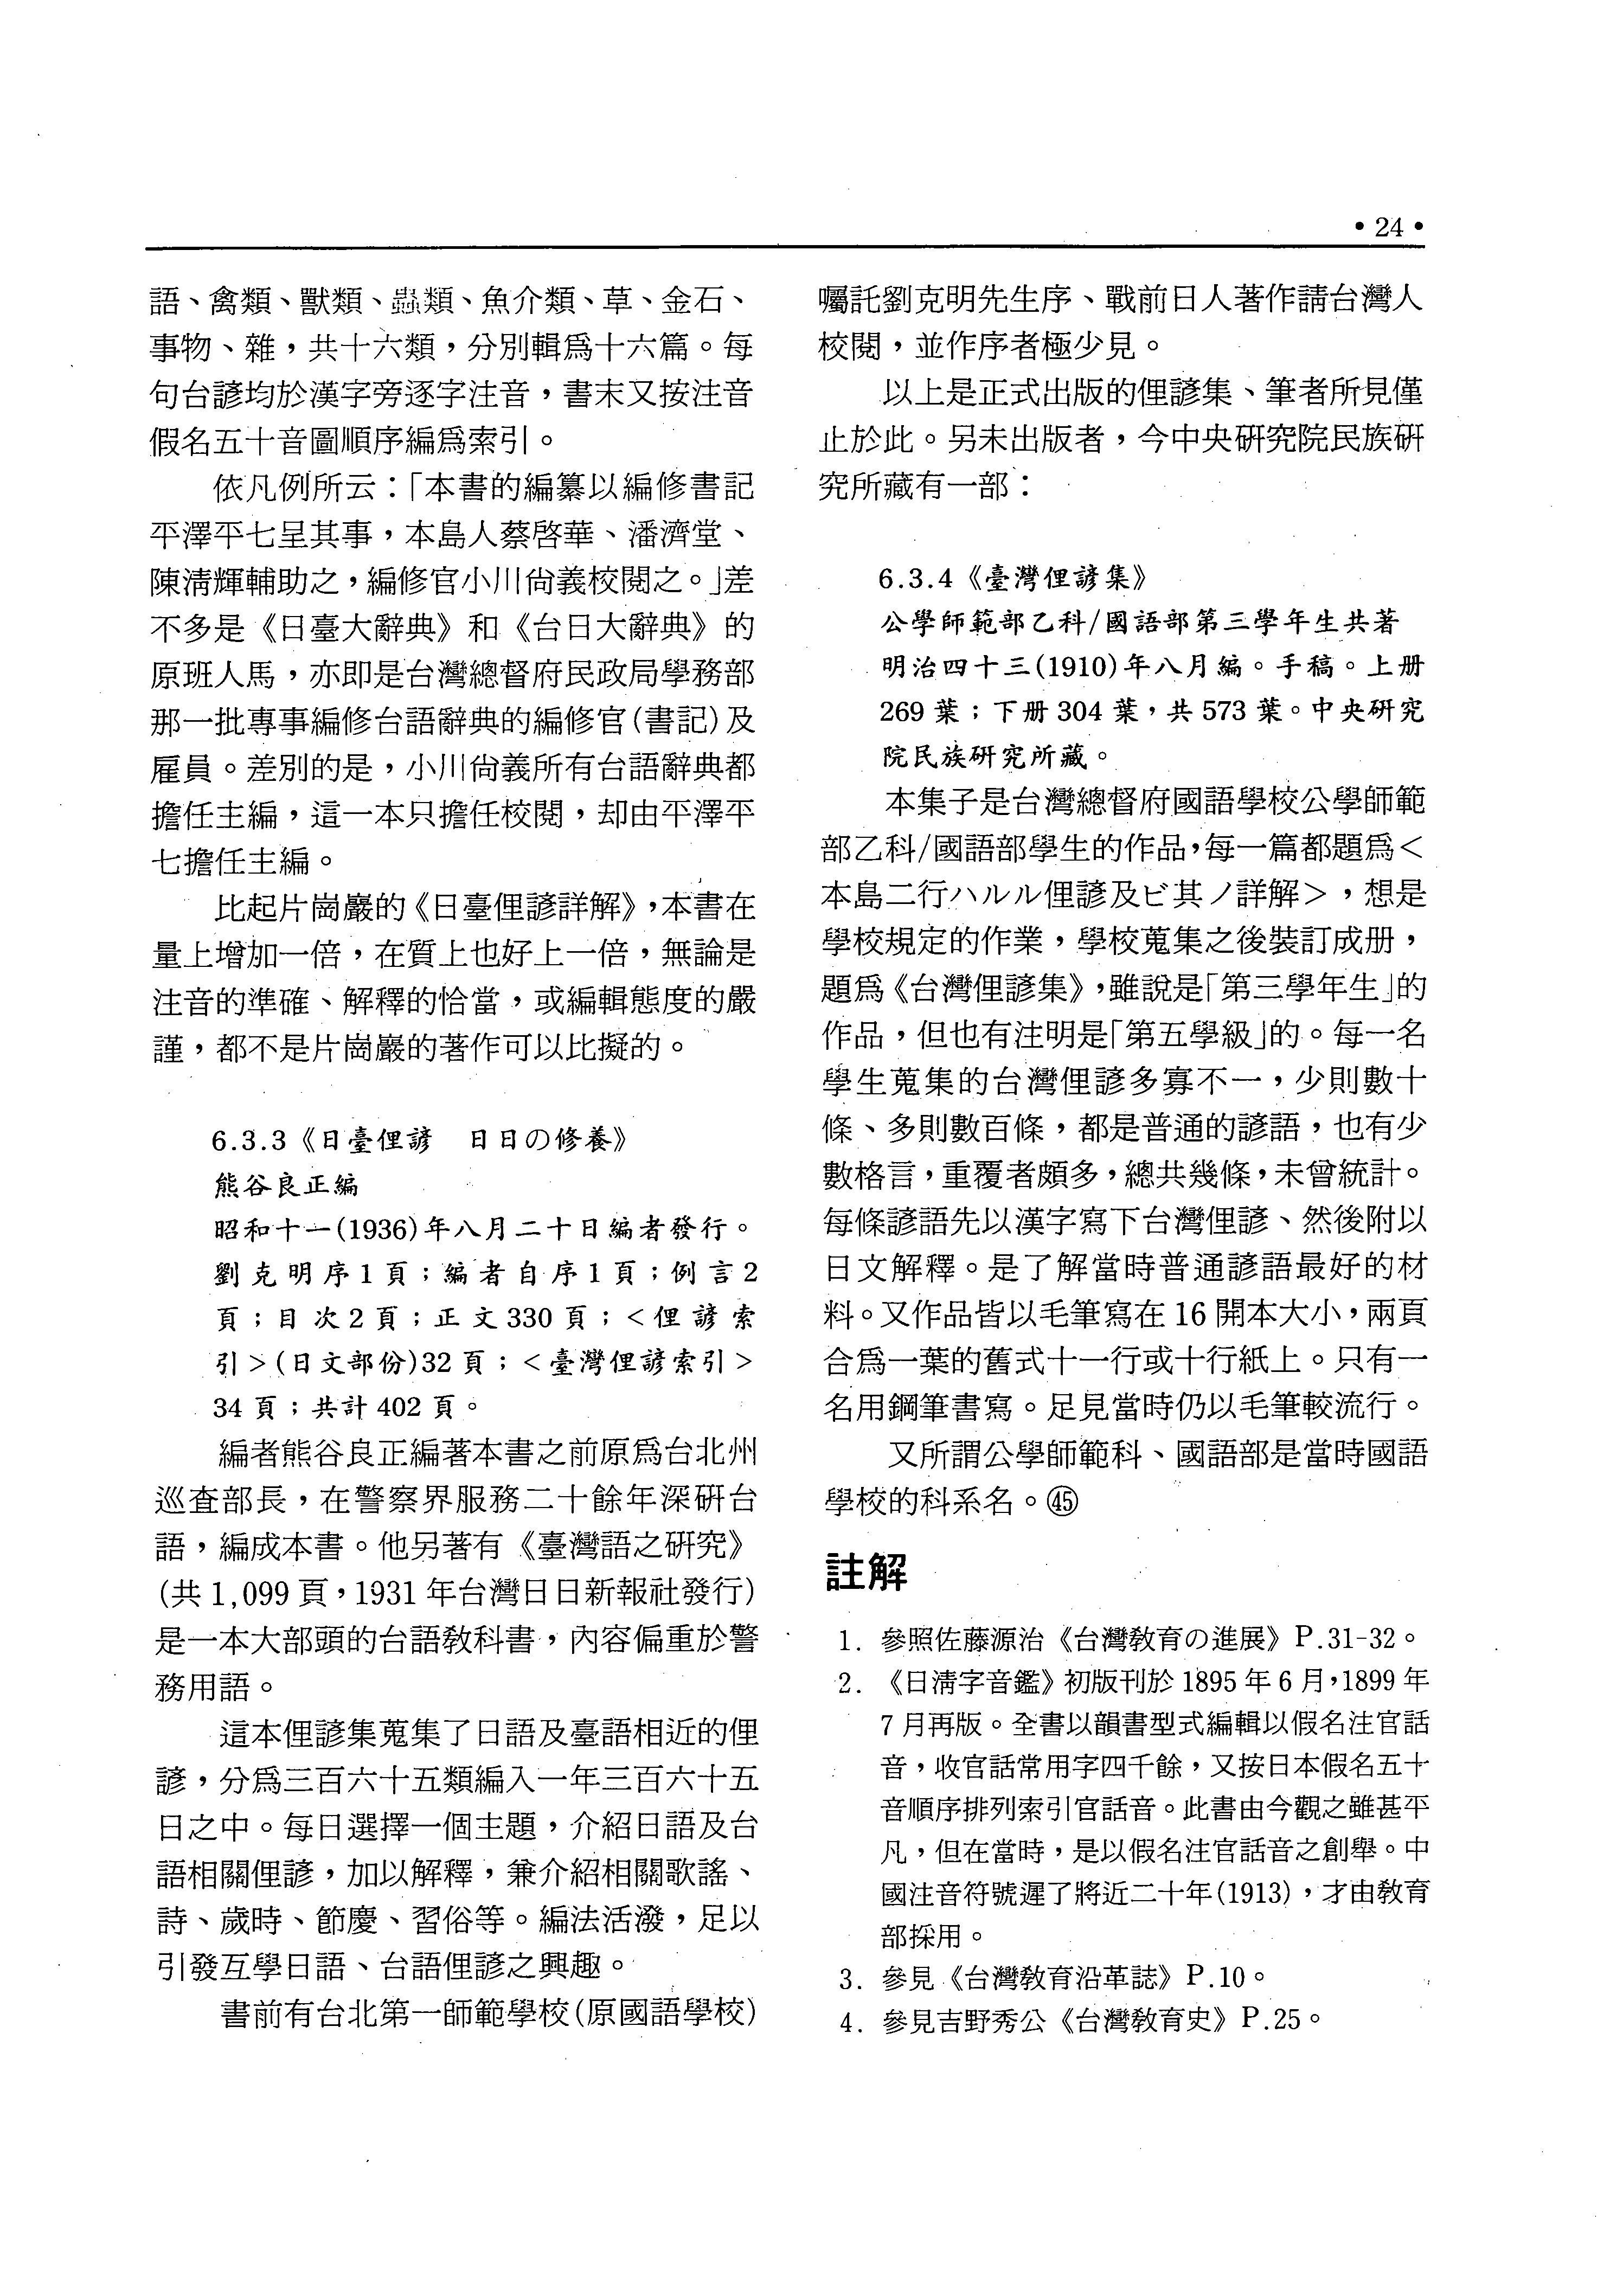 • 24 •
語、禽類、獸類、蟲類、魚介類、草、金石、
事物、雜，共十六類，分別輯爲十六篇。每
句台諺均於漢字旁逐字注音，書末又按注音
假名五十音圖順序編爲索引。
依凡例所云：「本書的編纂以編修書記
平澤平七呈其事，本島人蔡啓華、潘濟堂、
陳清輝輔助之，編修官小川尙義校閱之。」差
不多是《日臺大辭典》和《台日大辭典》的
原班人馬，亦即是台灣總督府民政局學務部
那一批專事編修台語辭典的編修官(書記)及
雇員。差別的是，小川尙義所有台語辭典都
擔任主編，這一本只擔任校閱，却由平澤平
七擔任主編。
比起片崗巖的《日臺俚諺詳解》，本書在
量上增加一倍，在質上也好上一倍，無論是
注音的準確、解釋的恰當，或編輯態度的嚴
謹，都不是片崗巖的著作可以比擬的。
6.3.3《日臺俚諺　日日の修養》
熊谷良正編
昭和十一(1936)年八月二十日編者發行。
劉克明序1頁；編者自序1頁；例言2
頁；目次2頁；正文330頁；<俚諺索
引>(日文部份)32頁；<臺灣俚諺索引>
34頁；共計402頁。
編者熊谷良正編著本書之前原爲台北州
巡查部長，在警察界服務二十餘年深硏台
語，編成本書。他另著有《臺灣語之硏究》
(共1,099頁，1931年台灣日日新報社發行)
是一本大部頭的台語教科書，內容偏重於警
務用語。
這本俚諺集蒐集了日語及臺語相近的俚
諺，分爲三百六十五類編入一年三百六十五
日之中。每日選擇一個主題，介紹日語及台
語相關俚諺，加以解釋，兼介紹相關歌謠、
詩、歲時、節慶、習俗等。編法活潑，足以
引發互學日語、台語俚諺之興趣。
書前有台北第一師範學校(原國語學校)
囑託劉克明先生序、戰前日人著作請台灣人
校閱，並作序者極少見。
以上是正式出版的俚諺集、筆者所見僅
止於此。另未出版者，今中央硏究院民族硏
究所藏有一部：
6.3.4《臺灣俚諺集》
公學師範部乙科/國語部第三學年生共著
明治四十三(1910)年八月編。手稿。上册
269葉；下册304葉，共573葉。中央硏究
院民族硏究所藏。
本集子是台灣總督府國語學校公學師範
部乙科/國語部學生的作品，每一篇都題爲<
本島二行ハルル俚諺及ビ其ノ詳解>，想是
學校規定的作業，學校蒐集之後裝訂成册，
題爲《台灣俚諺集》，雖說是「第三學年生」的
作品，但也有注明是「第五學級」的。每一名
學生蒐集的台灣俚諺多寡不一，少則數十
條、多則數百條，都是普通的諺語，也有少
數格言，重覆者頗多，總共幾條，未曾統計。
每條諺語先以漢字寫下台灣俚諺、然後附以
日文解釋。是了解當時普通諺語最好的材
料。又作品皆以毛筆寫在16開本大小，兩頁
合爲一葉的舊式十一行或十行紙上。只有一
名用鋼筆書寫。足見當時仍以毛筆較流行。
又所謂公學師範科、國語部是當時國語
學校的科系名。㊺
註解
1. 參照佐藤源治《台灣教育の進展》P.31-32。
2. 《日清字音鑑》初版刊於1895年6月，1899年
7月再版。全書以韻書型式編輯以假名注官話
音，收官話常用字四千餘，又按日本假名五十
音順序排列索引官話音。此書由今觀之雖甚平
凡，但在當時，是以假名注官話音之創舉。中
國注音符號遲了將近二十年(1913)，才由教育
部採用。
3. 參見《台灣教育沿革誌》P.10。
4. 參見吉野秀公《台灣教育史》P.25。